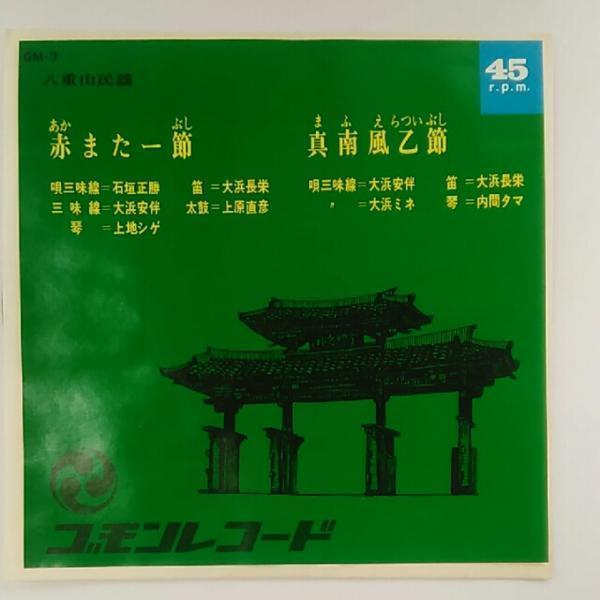 GM-3
八重山民謡
45
r.p.m.
あか ぶし
赤またー節
まふえらついぶし
真南風乙節
唄三味線=石垣正勝 笛=大浜長栄
三味線=大浜安伴 太鼓=上原直彦
琴=上地シゲ
唄三味線=大浜安伴 笛=大浜長栄
〃=大浜ミネ 琴=内間タマ
ゴモンレコード